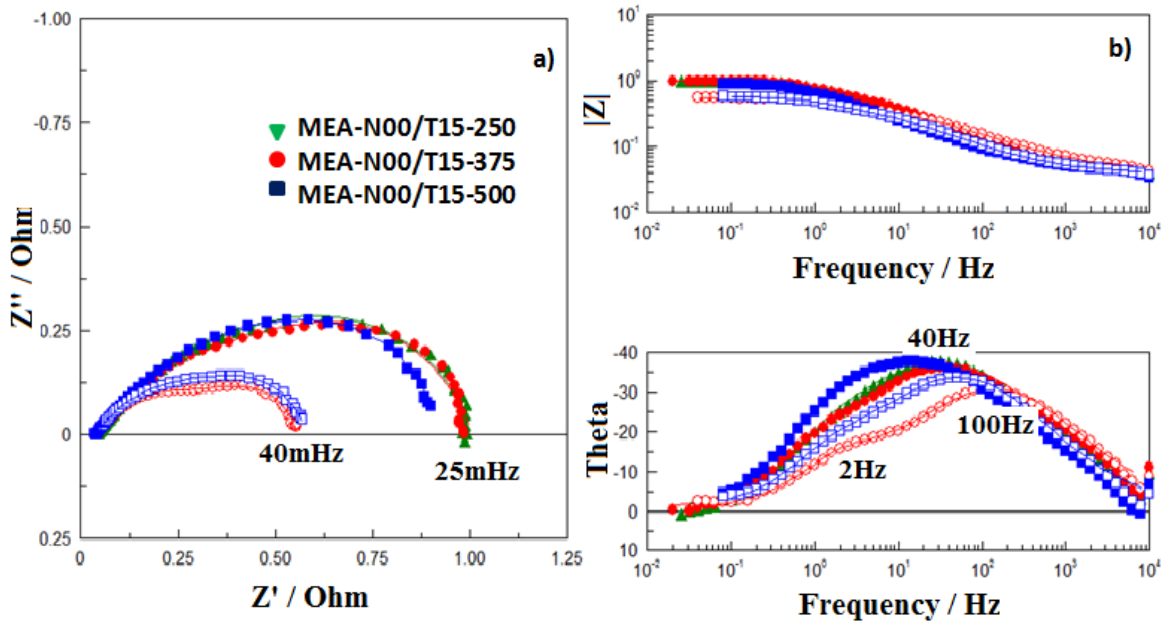 -1.00
a)
-0.75
MEA-N00/T15-250
MEA-N00/T15-375
MEA-N00/T15-500
-0.50
Z'' / Ohm
-0.25
0
40mHz
25mHz
0.25
0 0.25 0.50 0.75 1.00 1.25
Z' / Ohm
10^1
b)
10^0
|Z|
10^-1
10^-2
10^-2 10^-1 10^0 10^1 10^2 10^3 10^4
Frequency / Hz
-40
40Hz
-30
-20
Theta
100Hz
2Hz
-10
0
10
10^-2 10^-1 10^0 10^1 10^2 10^3 10^4
Frequency / Hz